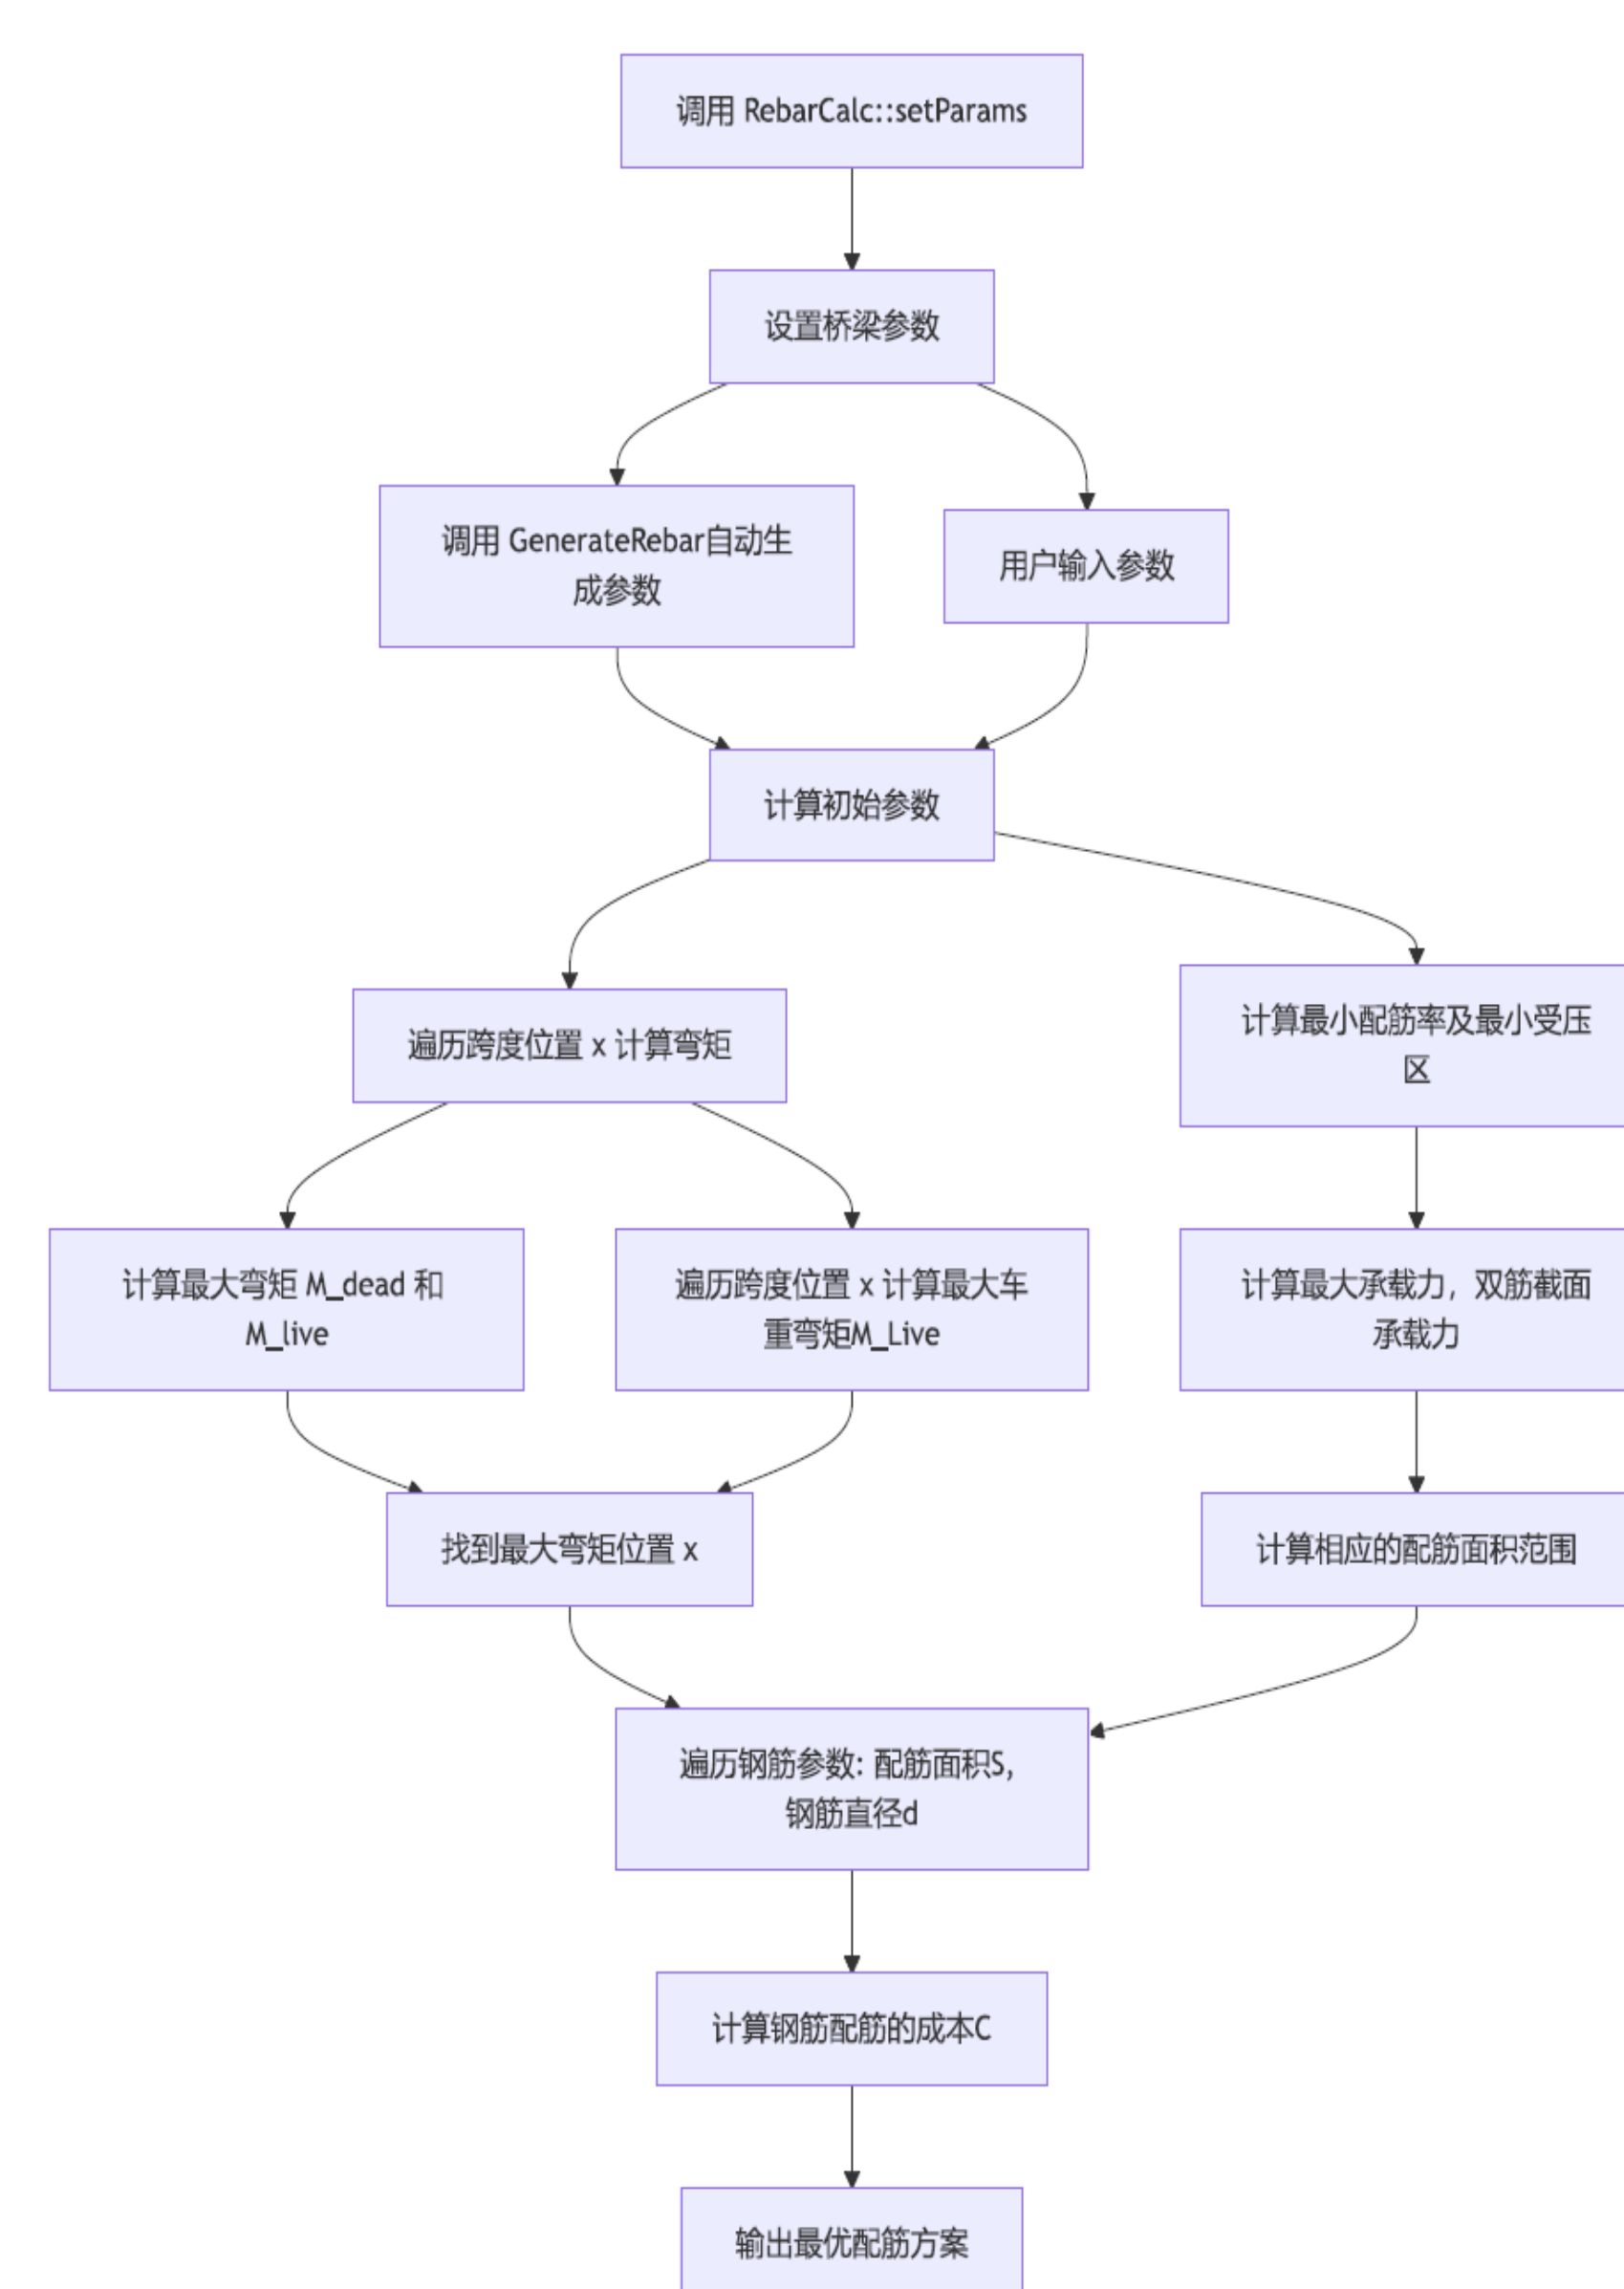 调用 RebarCalc::setParams
设置桥梁参数
调用 GenerateRebar自动生
成参数
用户输入参数
计算初始参数
遍历跨度位置 x 计算弯矩
计算最小配筋率及最小受压
区
计算最大弯矩 M_dead 和
M_live
遍历跨度位置 x 计算最大车
重弯矩M_Live
计算最大承载力，双筋截面
承载力
找到最大弯矩位置 x
计算相应的配筋面积范围
遍历钢筋参数: 配筋面积S,
钢筋直径d
计算钢筋配筋的成本C
输出最优配筋方案